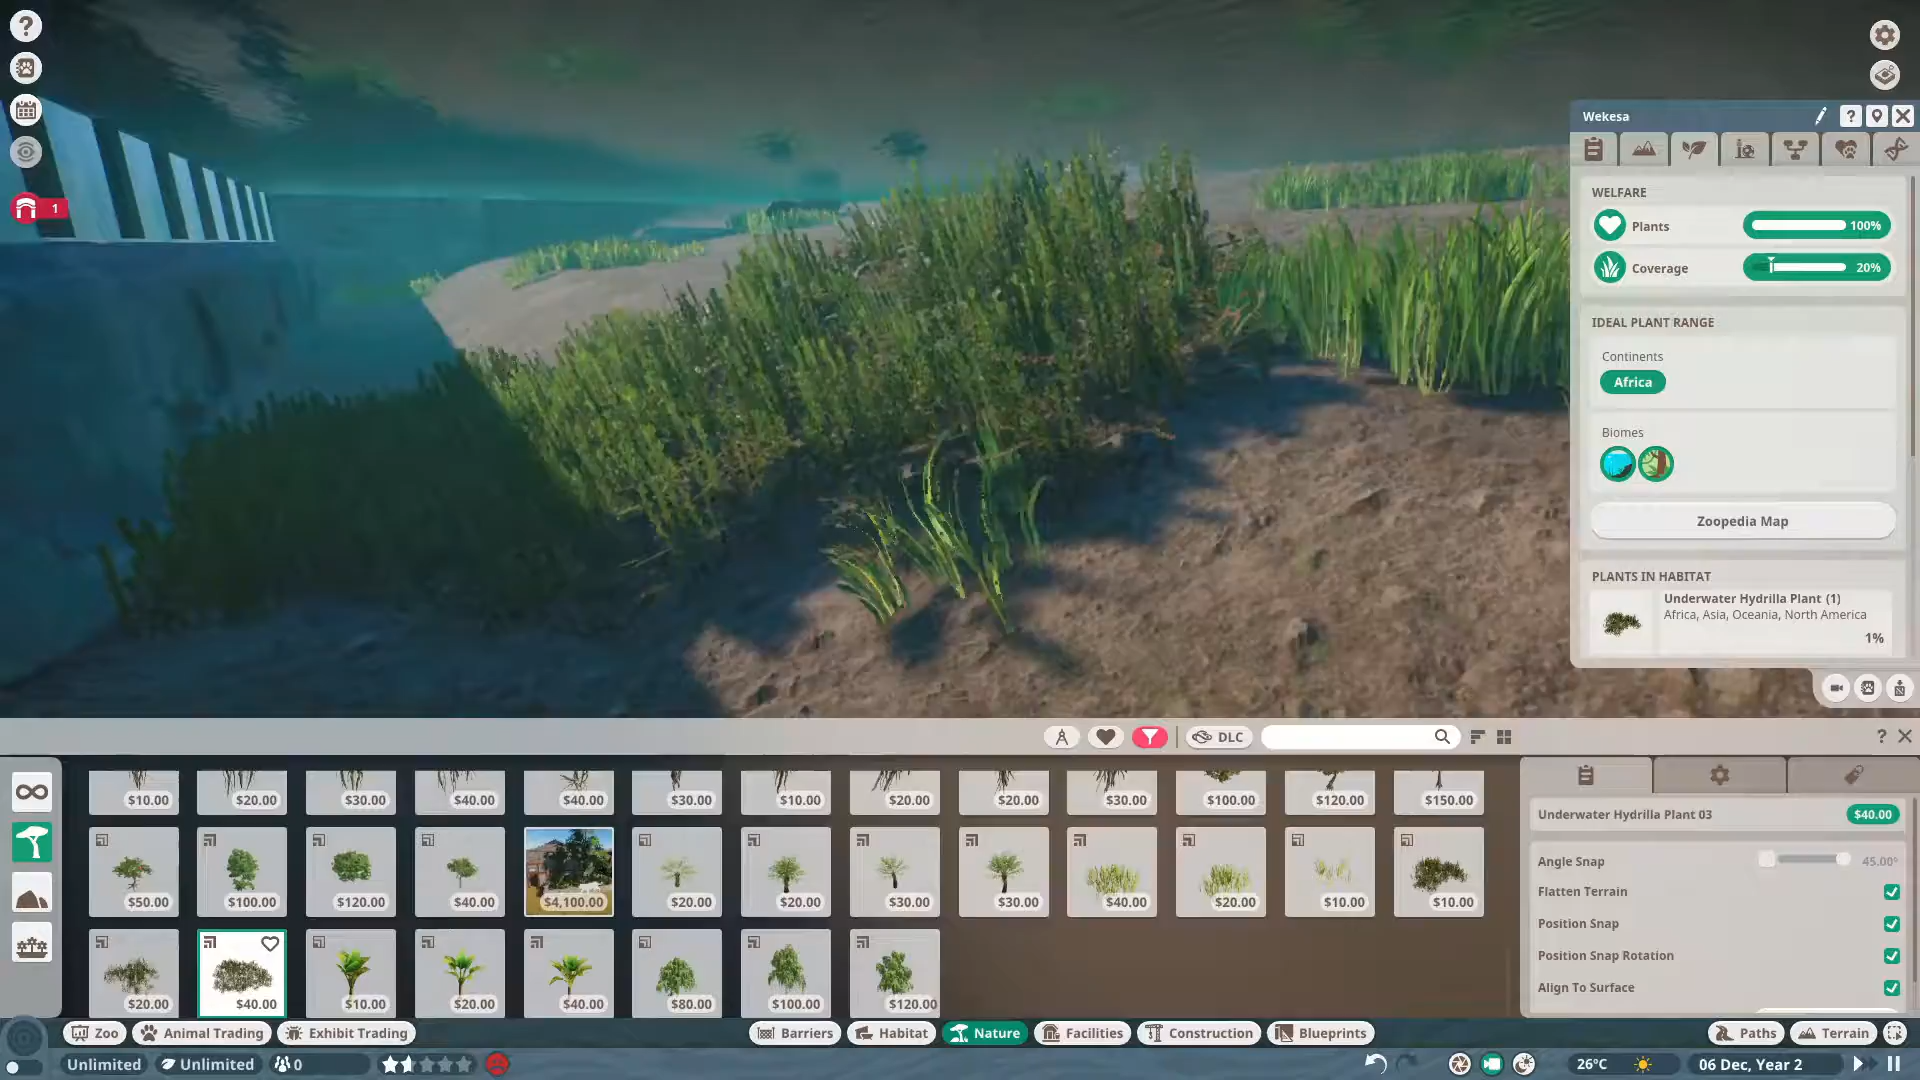 Wekesa
WELFARE
Plants 100%
Coverage 20%
IDEAL PLANT RANGE
Continents
Africa
Biomes
Zoopedia Map
PLANTS IN HABITAT
Underwater Hydrilla Plant (1)
Africa, Asia, Oceania, North America
1%
1
DLC
$10.00 $20.00 $30.00 $40.00 $40.00 $30.00 $10.00 $20.00 $20.00 $30.00 $100.00 $120.00 $150.00
$50.00 $100.00 $120.00 $40.00 $4,100.00 $20.00 $20.00 $30.00 $30.00 $40.00 $20.00 $10.00 $10.00
$20.00 $40.00 $10.00 $20.00 $40.00 $80.00 $100.00 $120.00
Underwater Hydrilla Plant 03 $40.00
Angle Snap 45.00°
Flatten Terrain
Position Snap
Position Snap Rotation
Align To Surface
Zoo Animal Trading Exhibit Trading Barriers Habitat Nature Facilities Construction Blueprints Paths Terrain
Unlimited Unlimited 0 26°C 06 Dec, Year 2